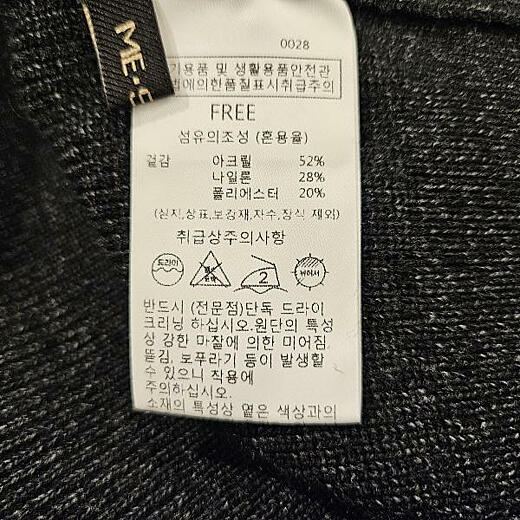 ME·S
0028
기용품 및 생활용품안전관
법에의한품질표시취급주의
FREE
섬유의조성 (혼용율)
겉감 아크릴 52%
나일론 28%
폴리에스터 20%
(심지,상표,보강재,자수,장식 제외)
취급상주의사항
드라이
2
반드시 (전문점)단독 드라이
크리닝 하십시오.원단의 특성
상 강한 마찰에 의한 미어짐,
뜯김, 보푸라기 등이 발생할
수 있으니 착용에
주의하십시오.
소재의 특성상 옅은 색상과의